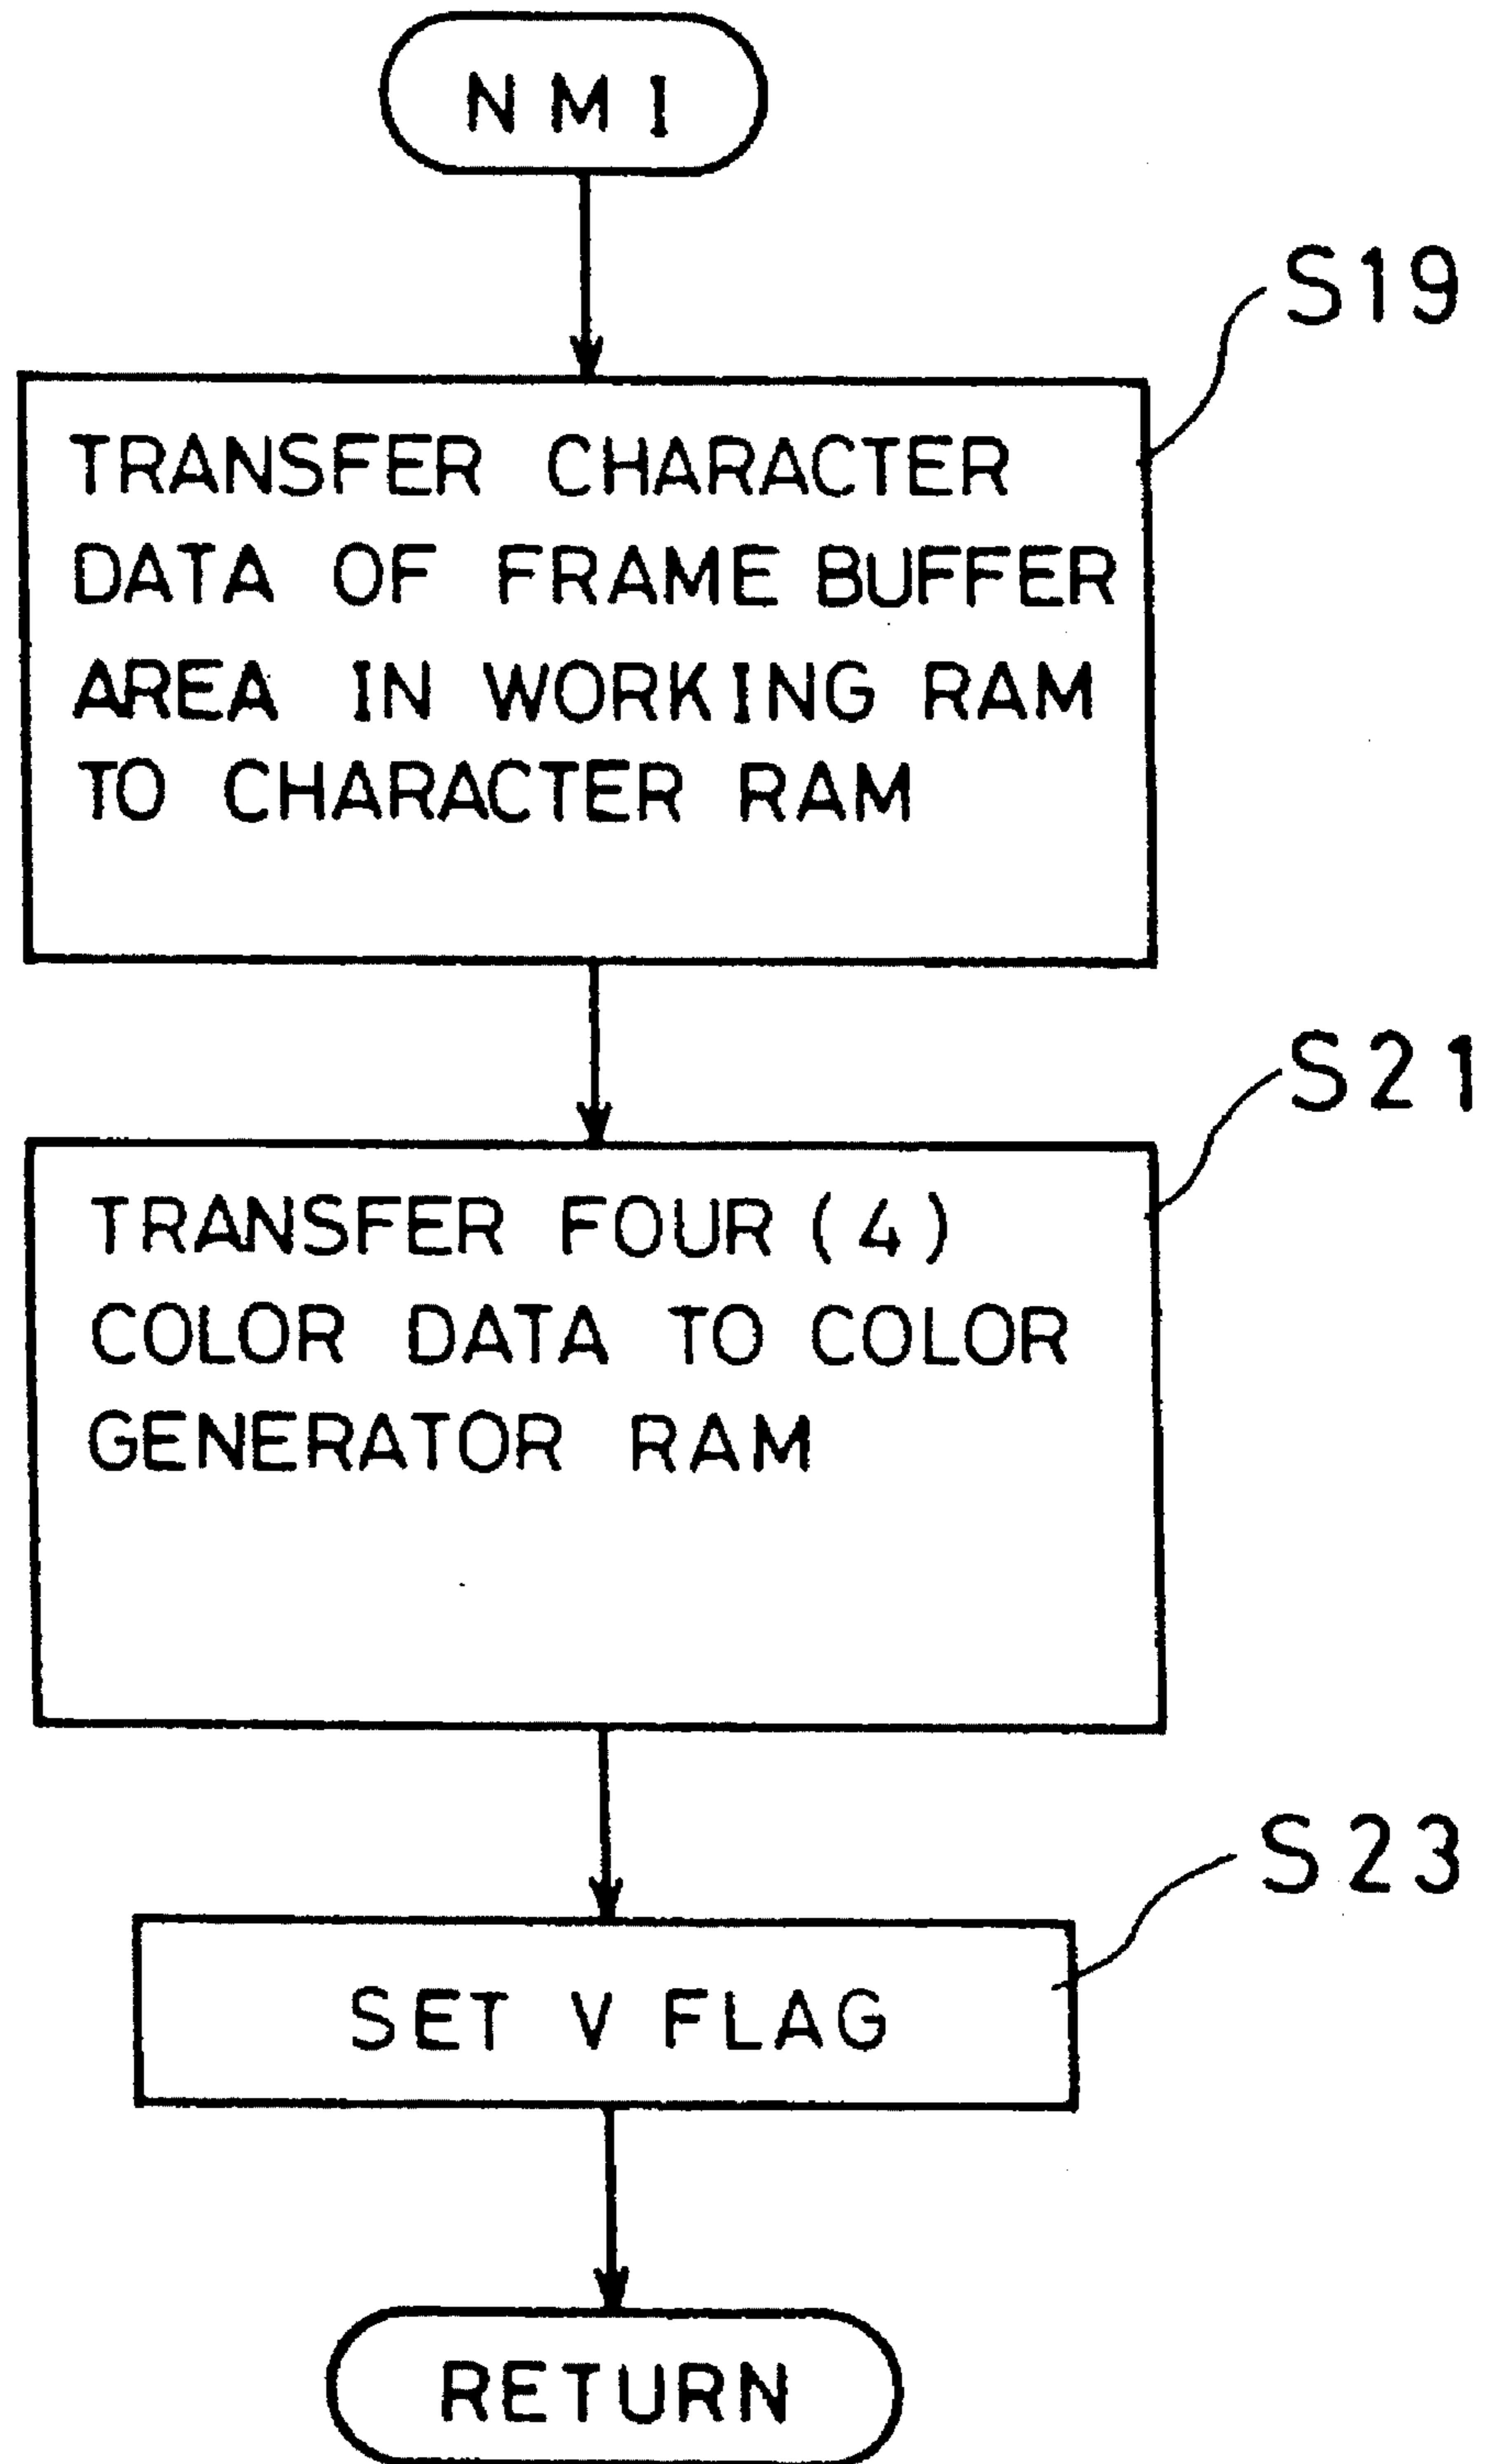 NMI
S19
TRANSFER CHARACTER
DATA OF FRAME BUFFER
AREA IN WORKING RAM
TO CHARACTER RAM
S21
TRANSFER FOUR (4)
COLOR DATA TO COLOR
GENERATOR RAM
S23
SET V FLAG
RETURN